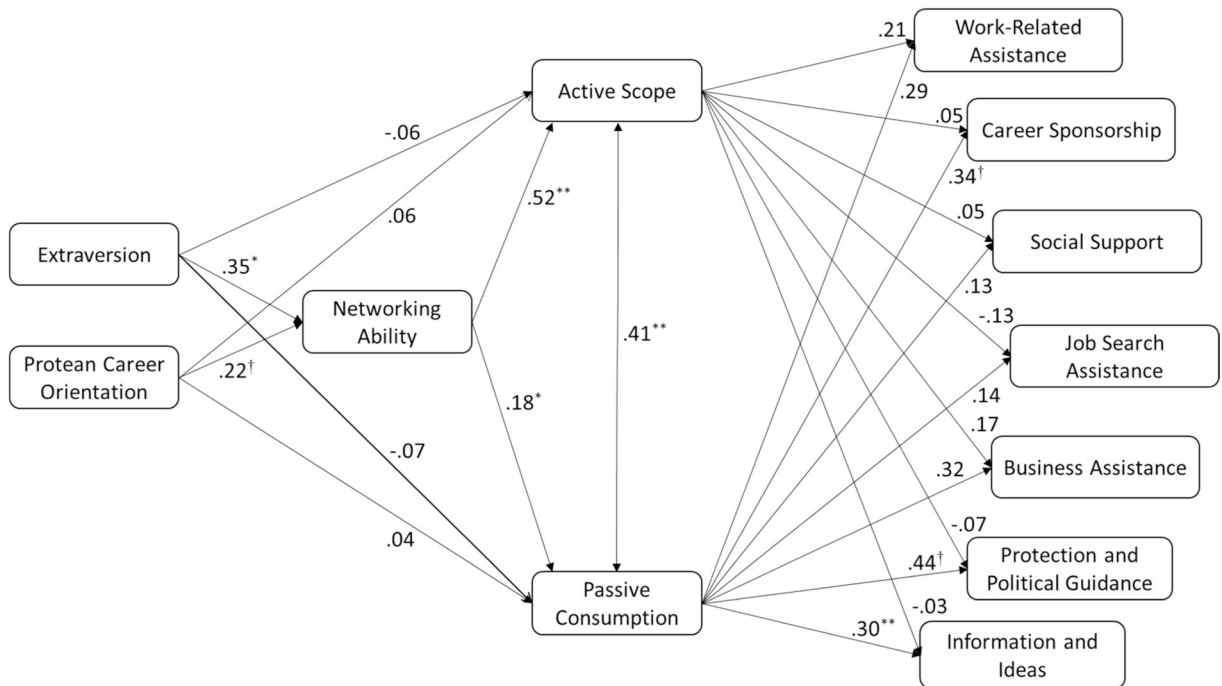 Work-Related
Assistance
.21
.29
Active Scope
Career Sponsorship
.05
.34†
-.06
.52**
.06
.05
Social Support
Extraversion
.35*
.13
Networking
Ability
.41**
-.13
Job Search
Assistance
Protean Career
Orientation
.22†
.14
.18*
.17
-.07
.32
Business Assistance
.04
-.07
.44†
Protection and
Political Guidance
Passive
Consumption
-.03
.30**
Information and
Ideas